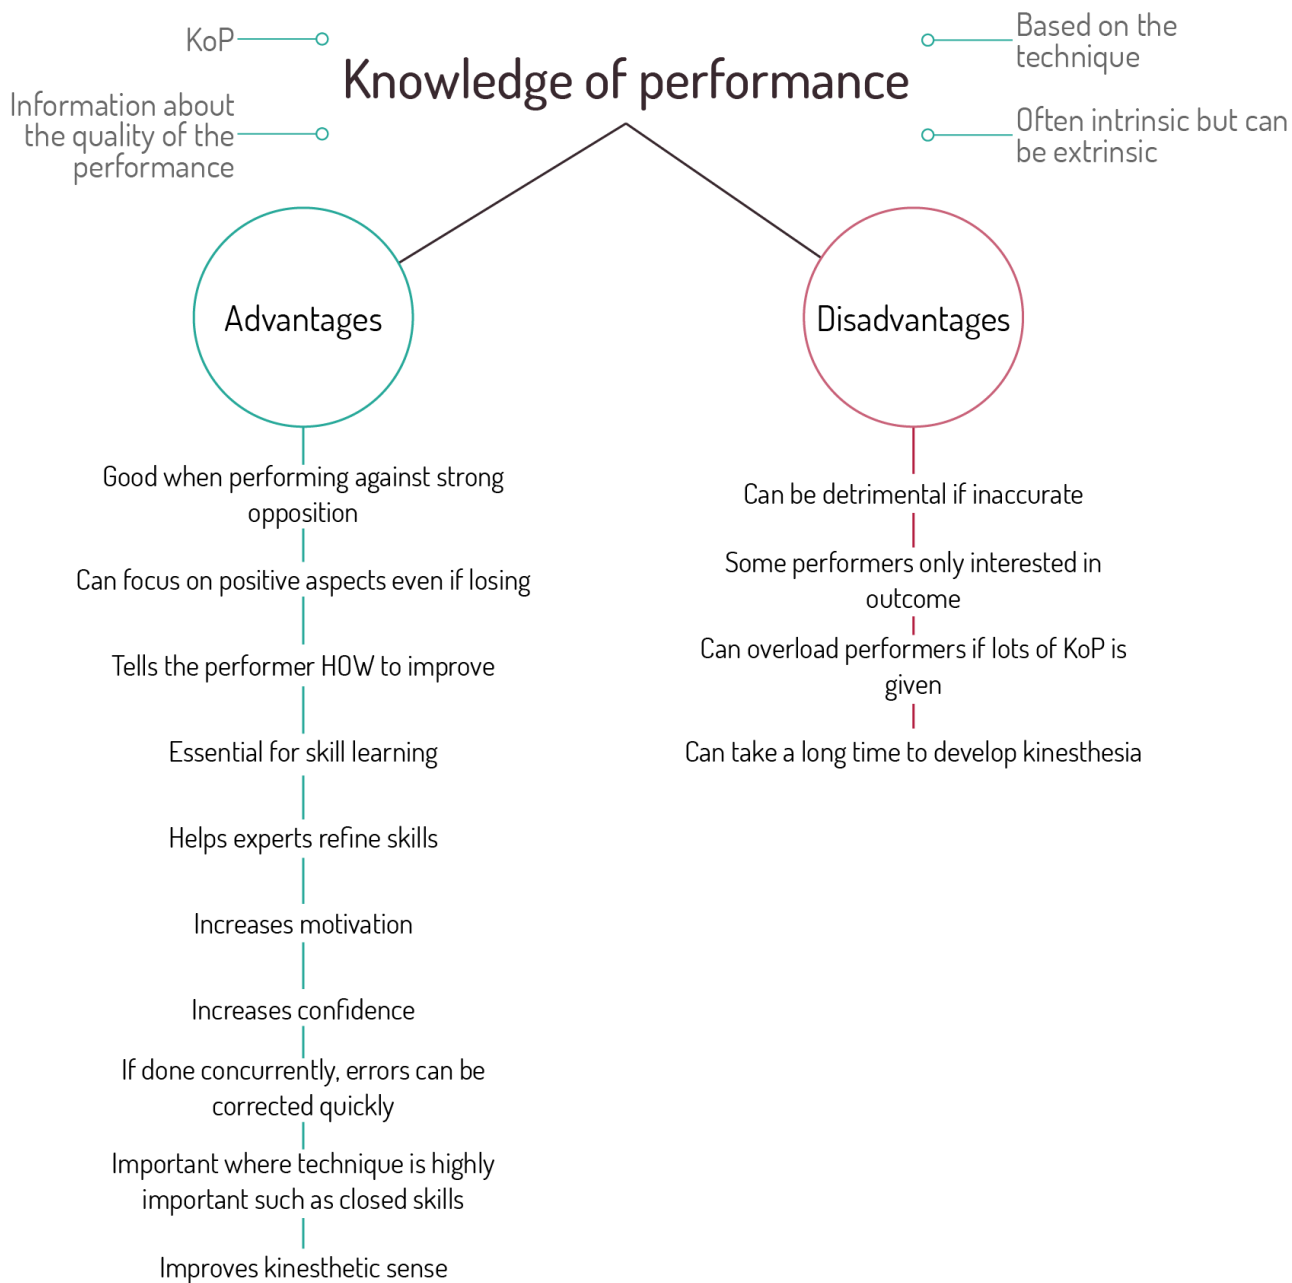 KoP
Information about
the quality of the
performance
Knowledge of performance
Based on the
technique
Often intrinsic but can
be extrinsic
Advantages
Good when performing against strong
opposition
Can focus on positive aspects even if losing
Tells the performer HOW to improve
Essential for skill learning
Helps experts refine skills
Increases motivation
Increases confidence
If done concurrently, errors can be
corrected quickly
Important where technique is highly
important such as closed skills
Improves kinesthetic sense
Disadvantages
Can be detrimental if inaccurate
Some performers only interested in
outcome
Can overload performers if lots of KoP is
given
Can take a long time to develop kinesthesia